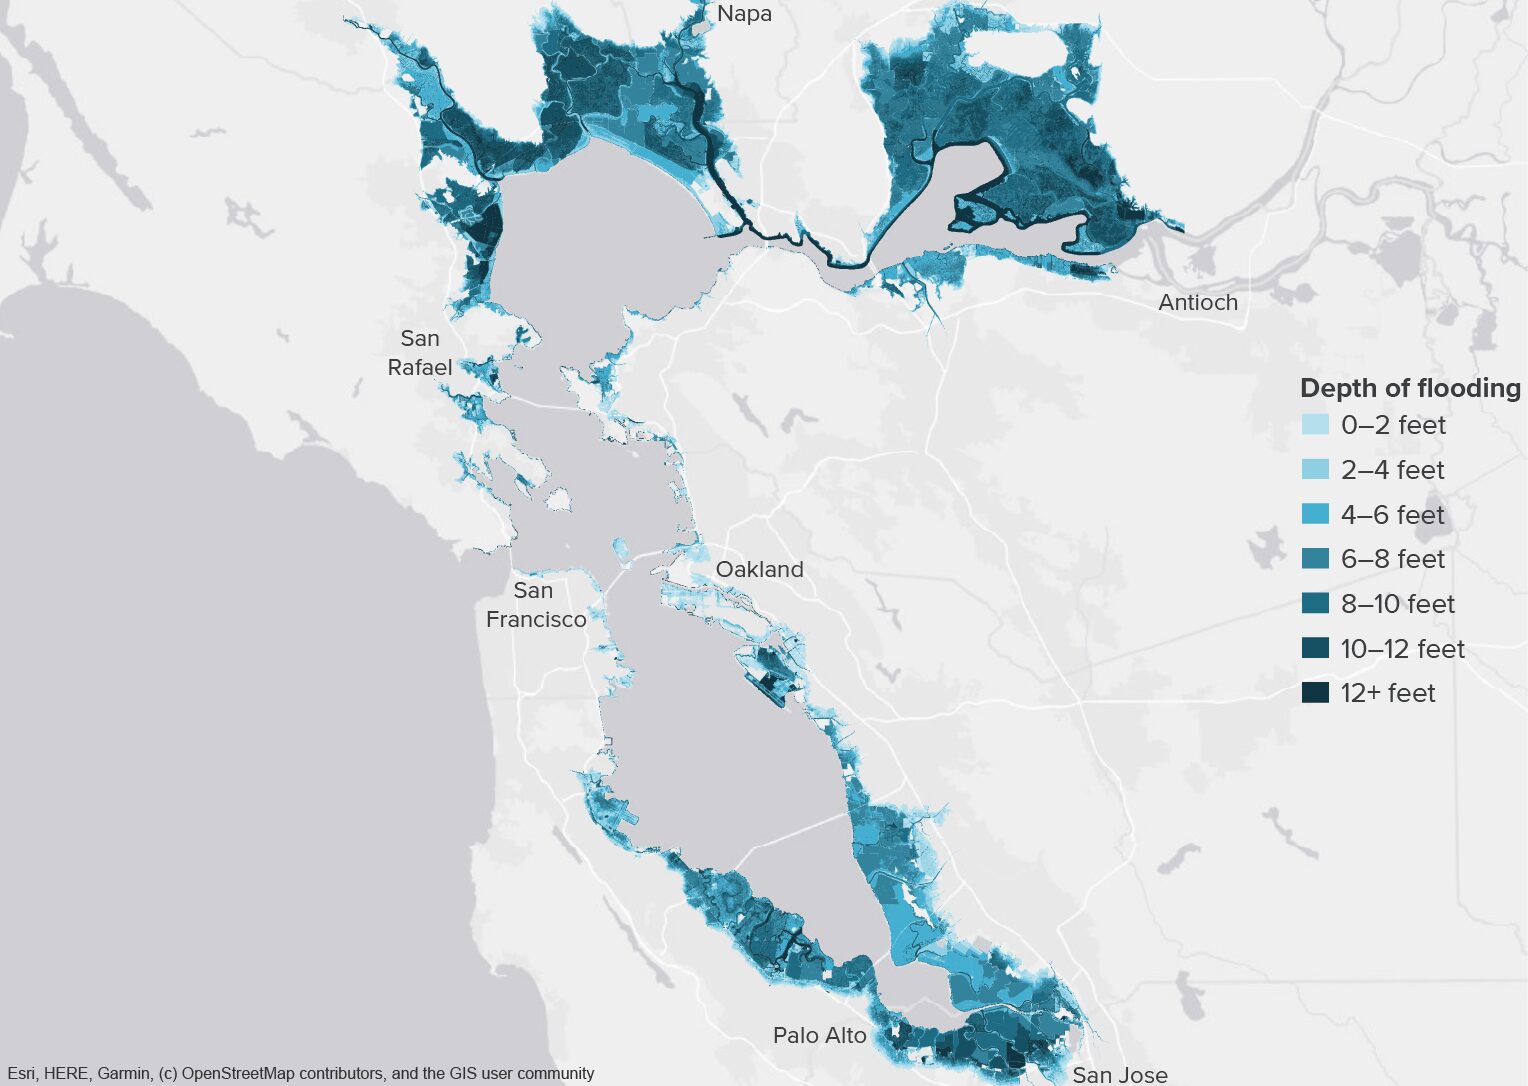 Napa
Antioch
San
Rafael
Depth of flooding
0–2 feet
2–4 feet
4–6 feet
6–8 feet
8–10 feet
10–12 feet
12+ feet
Oakland
San
Francisco
Palo Alto
San Jose
Esri, HERE, Garmin, (c) OpenStreetMap contributors, and the GIS user community